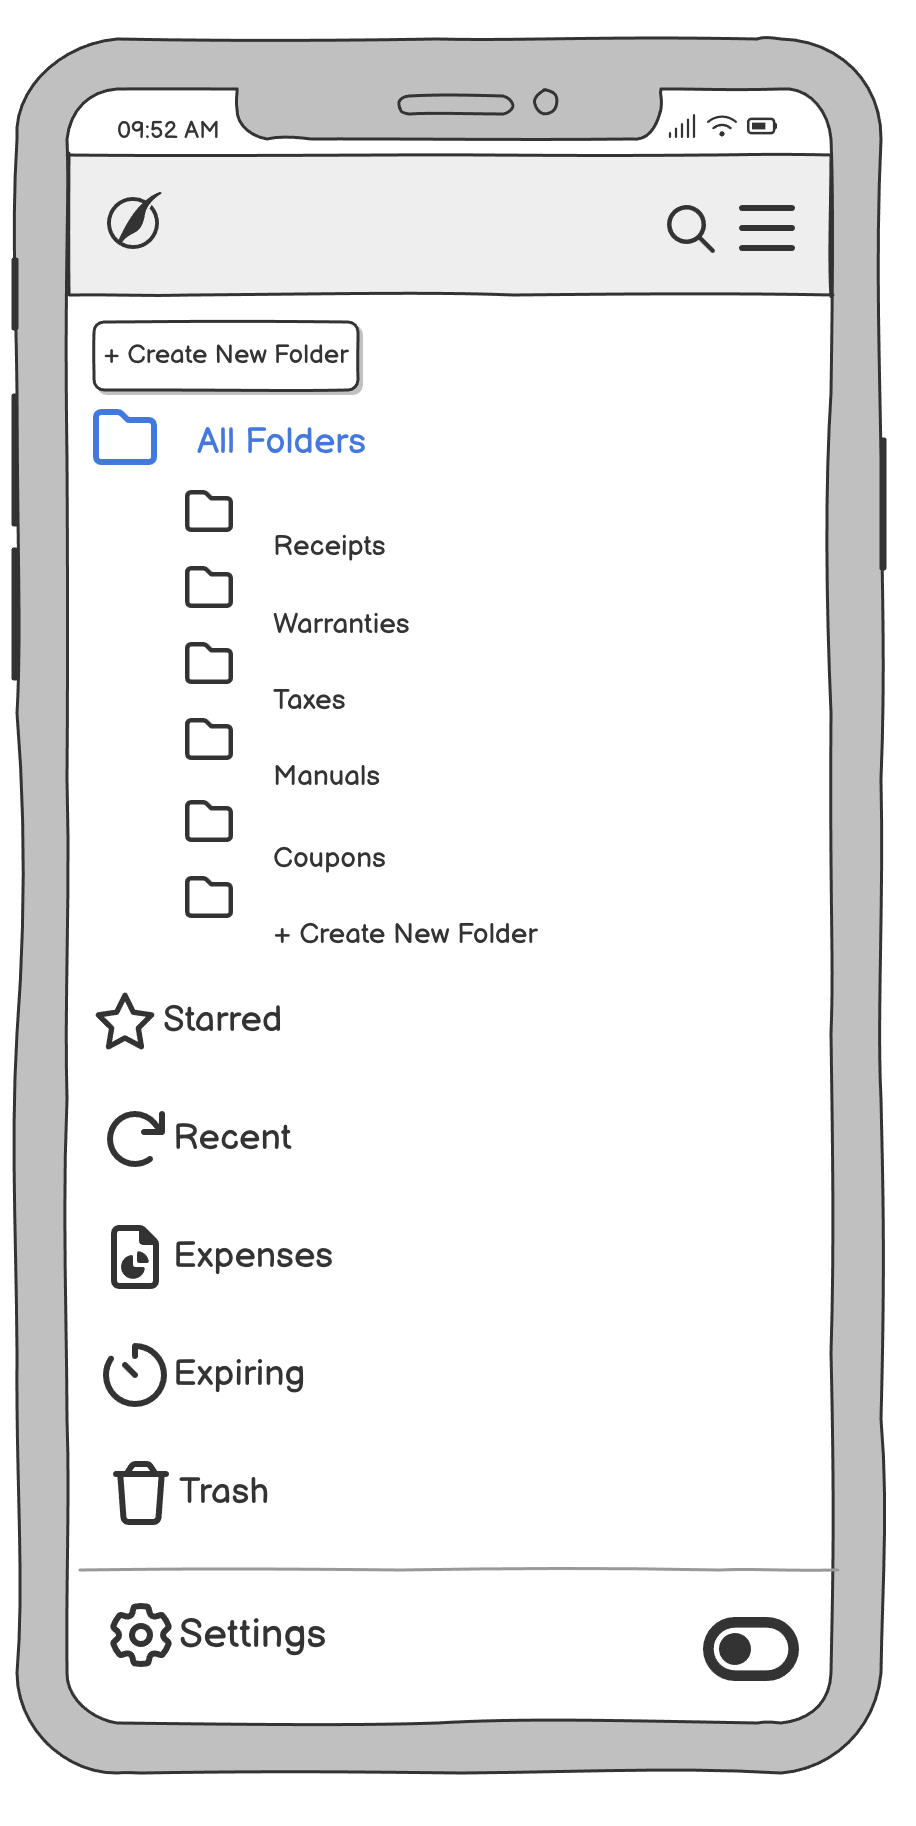 09:52 AM
+ Create New Folder
All Folders
Receipts
Warranties
Taxes
Manuals
Coupons
+ Create New Folder
Starred
Recent
Expenses
Expiring
Trash
Settings